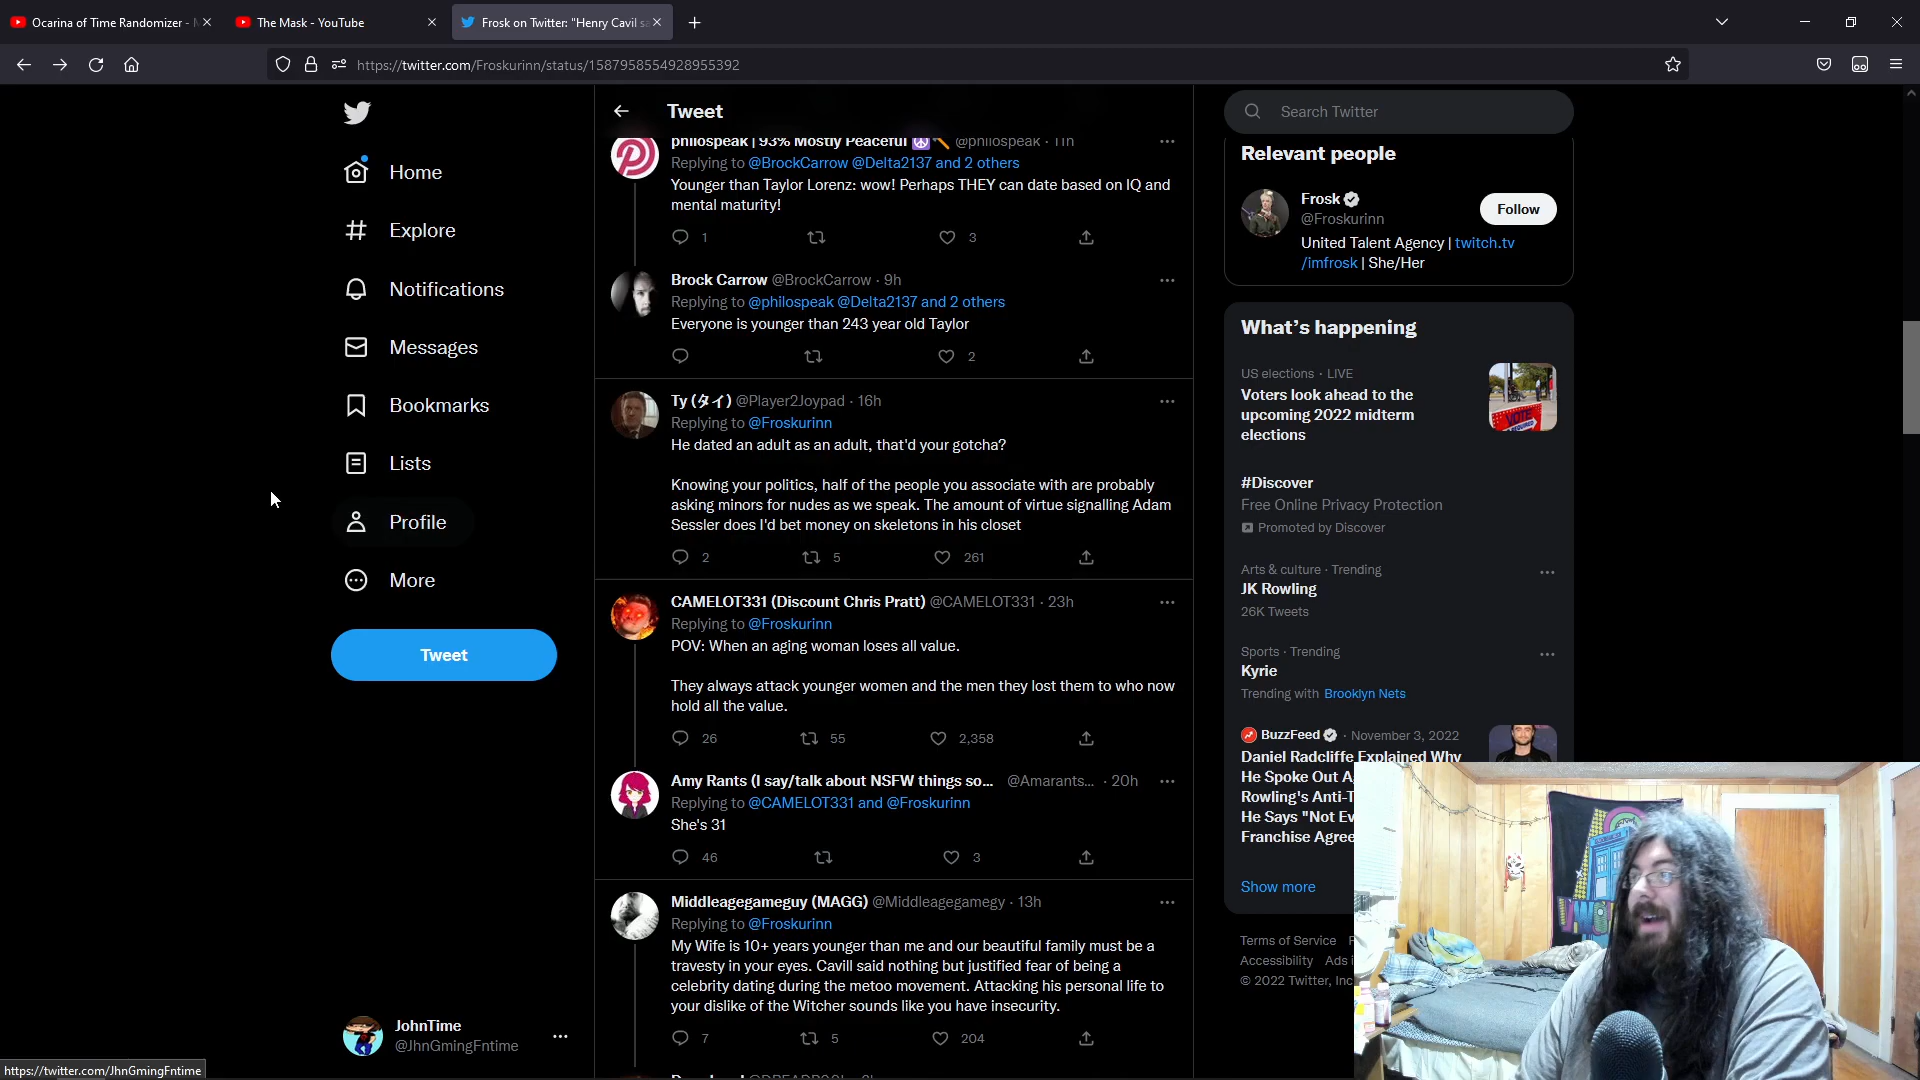 Ocarina of Time Randomizer -
The Mask - YouTube
Frosk on Twitter: "Henry Cavil sa
https://twitter.com/Froskurinn/status/1587958554928955392
Home
Explore
Notifications
Messages
Bookmarks
Lists
Profile
More
Tweet
JohnTime
@JhnGmingFntime
https://twitter.com/JhnGmingFntime
Tweet
philospeak | 93% Mostly Peaceful @philospeak · 11h
Replying to @BrockCarrow @Delta2137 and 2 others
Younger than Taylor Lorenz: wow! Perhaps THEY can date based on IQ and
mental maturity!
1 3
Brock Carrow @BrockCarrow · 9h
Replying to @philospeak @Delta2137 and 2 others
Everyone is younger than 243 year old Taylor
2
Ty (タイ) @Player2Joypad · 16h
Replying to @Froskurinn
He dated an adult as an adult, that'd your gotcha?
Knowing your politics, half of the people you associate with are probably
asking minors for nudes as we speak. The amount of virtue signalling Adam
Sessler does I'd bet money on skeletons in his closet
2 5 261
CAMELOT331 (Discount Chris Pratt) @CAMELOT331 · 23h
Replying to @Froskurinn
POV: When an aging woman loses all value.
They always attack younger women and the men they lost them to who now
hold all the value.
26 55 2,358
Amy Rants (I say/talk about NSFW things so... @Amarants... · 20h
Replying to @CAMELOT331 and @Froskurinn
She's 31
46 3
Middleagegameguy (MAGG) @Middleagegamegy · 13h
Replying to @Froskurinn
My Wife is 10+ years younger than me and our beautiful family must be a
travesty in your eyes. Cavill said nothing but justified fear of being a
celebrity dating during the metoo movement. Attacking his personal life to
your dislike of the Witcher sounds like you have insecurity.
7 5 204
Search Twitter
Relevant people
Frosk
@Froskurinn
Follow
United Talent Agency | twitch.tv
/imfrosk | She/Her
What's happening
US elections · LIVE
Voters look ahead to the
upcoming 2022 midterm
elections
VOTE
#Discover
Free Online Privacy Protection
Promoted by Discover
Arts & culture · Trending
JK Rowling
26K Tweets
Sports · Trending
Kyrie
Trending with Brooklyn Nets
BuzzFeed · November 3, 2022
Daniel Radcliffe Explained Why
He Spoke Out A
Rowling's Anti-T
He Says "Not Ev
Franchise Agre
Show more
Terms of Service
Accessibility Ads i
© 2022 Twitter, Inc